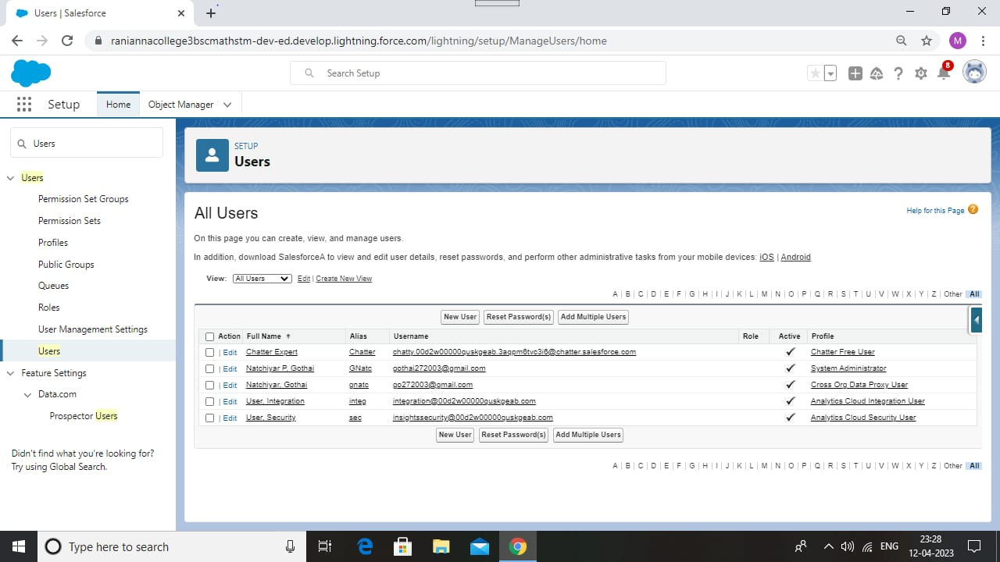 Users | Salesforce
raniannacollege3bscmathstm-dev-ed.develop.lightning.force.com/lightning/setup/ManageUsers/home
M
Search Setup
8
Setup
Home
Object Manager
Users
Users
Permission Set Groups
Permission Sets
Profiles
Public Groups
Queues
Roles
User Management Settings
Users
Feature Settings
Data.com
Prospector Users
Didn't find what you're looking for?
Try using Global Search.
SETUP
Users
All Users
Help for this Page ?
On this page you can create, view, and manage users.
In addition, download SalesforceA to view and edit user details, reset passwords, and perform other administrative tasks from your mobile devices: iOS | Android
View: All Users Edit | Create New View
A | B | C | D | E | F | G | H | I | J | K | L | M | N | O | P | Q | R | S | T | U | V | W | X | Y | Z | Other All
New User Reset Password(s) Add Multiple Users
Action Full Name ↑ Alias Username Role Active Profile
| Edit Chatter Expert Chatter chatty.00d2w00000quskgeab.3aqpm6tvc3i6@chatter.salesforce.com ✓ Chatter Free User
| Edit Natchiyar P, Gothai GNatc gothai272003@gmail.com ✓ System Administrator
| Edit Natchiyar, Gothai gnatc go272003@gmail.com ✓ Cross Org Data Proxy User
| Edit User, Integration integ integration@00d2w00000quskgeab.com ✓ Analytics Cloud Integration User
| Edit User, Security sec insightssecurity@00d2w00000quskgeab.com ✓ Analytics Cloud Security User
New User Reset Password(s) Add Multiple Users
A | B | C | D | E | F | G | H | I | J | K | L | M | N | O | P | Q | R | S | T | U | V | W | X | Y | Z | Other All
Type here to search
ENG
23:28
12-04-2023